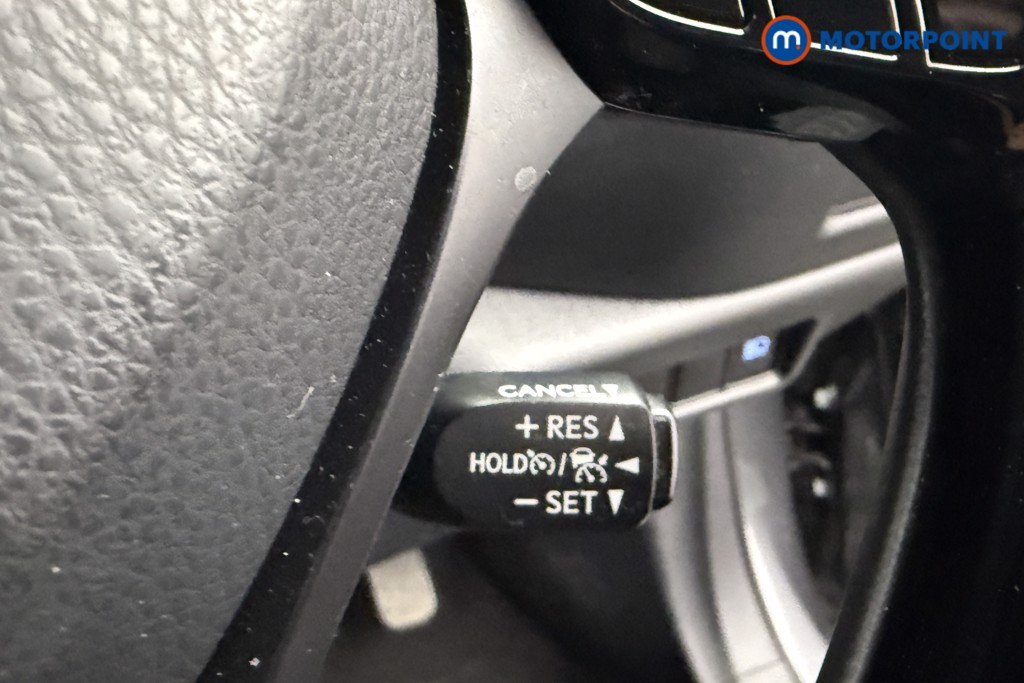 m MOTORPOINT
CANCEL
+ RES
HOLD /
− SET